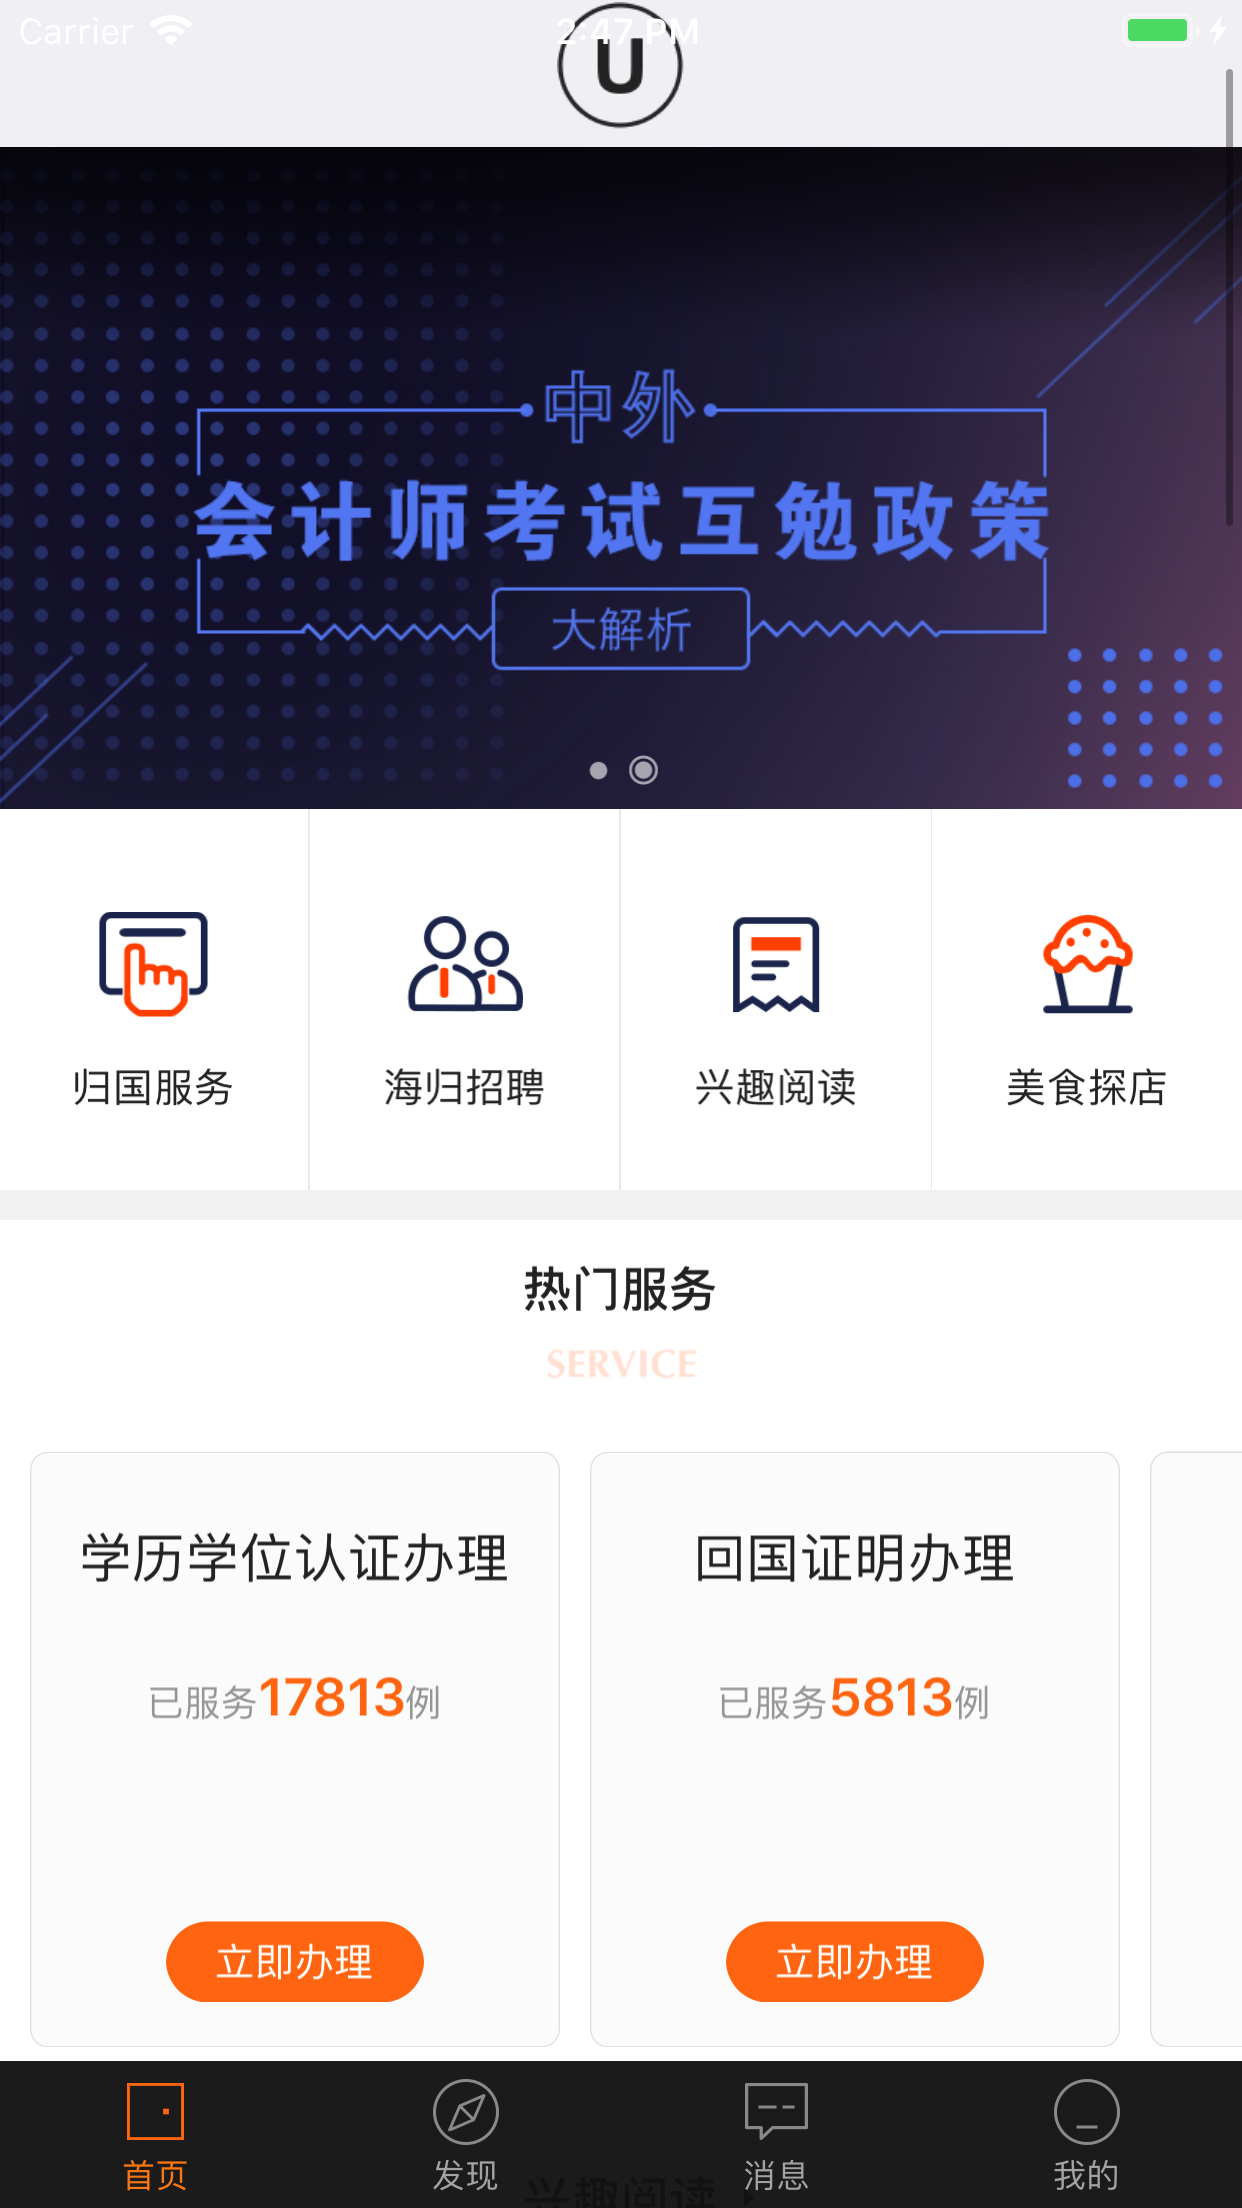 Carrier 2:47 PM
U
中外
会计师考试互勉政策
大解析
归国服务 海归招聘 兴趣阅读 美食探店
热门服务
SERVICE
学历学位认证办理 回国证明办理
已服务17813例 已服务5813例
立即办理 立即办理
兴趣阅读
首页 发现 消息 我的